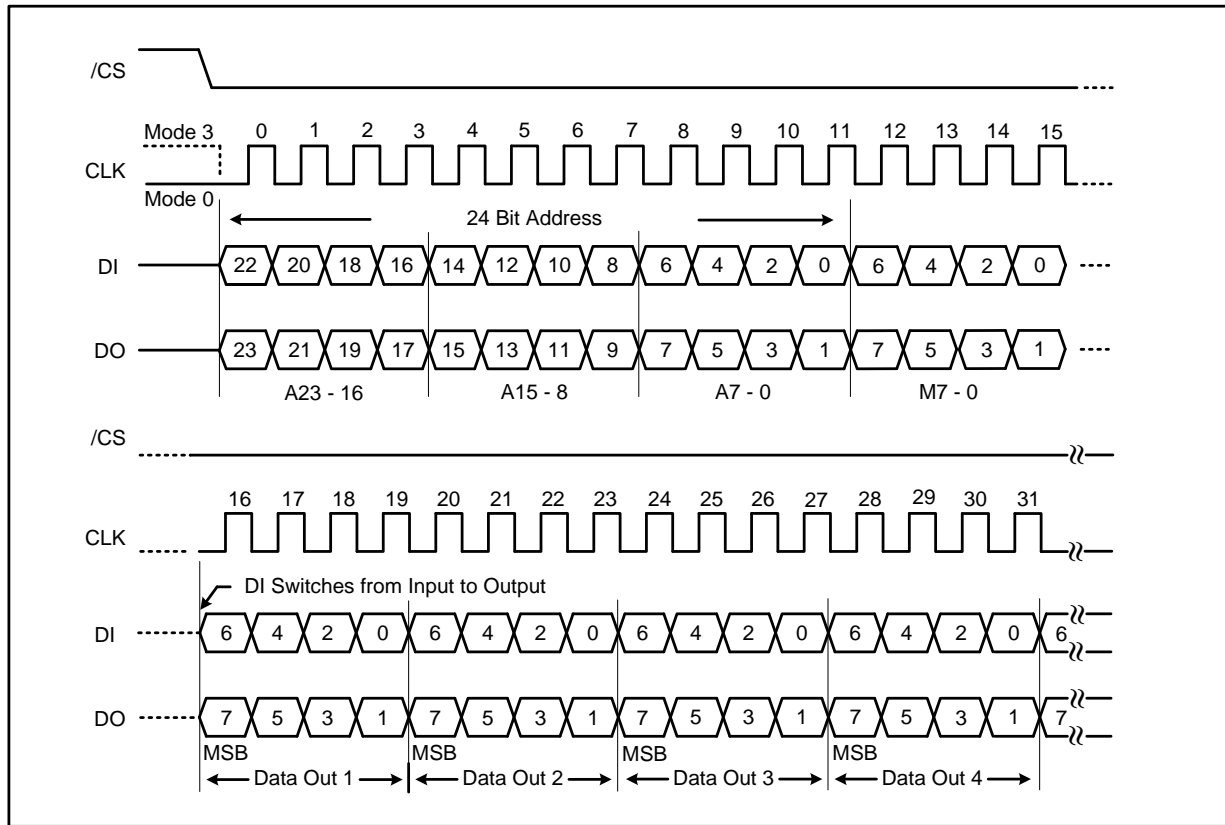 /CS
Mode 3 0 1 2 3 4 5 6 7 8 9 10 11 12 13 14 15
CLK
Mode 0
24 Bit Address
DI 22 20 18 16 14 12 10 8 6 4 2 0 6 4 2 0
DO 23 21 19 17 15 13 11 9 7 5 3 1 7 5 3 1
A23 - 16 A15 - 8 A7 - 0 M7 - 0
/CS
16 17 18 19 20 21 22 23 24 25 26 27 28 29 30 31
CLK
DI Switches from Input to Output
DI 6 4 2 0 6 4 2 0 6 4 2 0 6 4 2 0 6
DO 7 5 3 1 7 5 3 1 7 5 3 1 7 5 3 1 7
MSB MSB MSB MSB
Data Out 1 Data Out 2 Data Out 3 Data Out 4